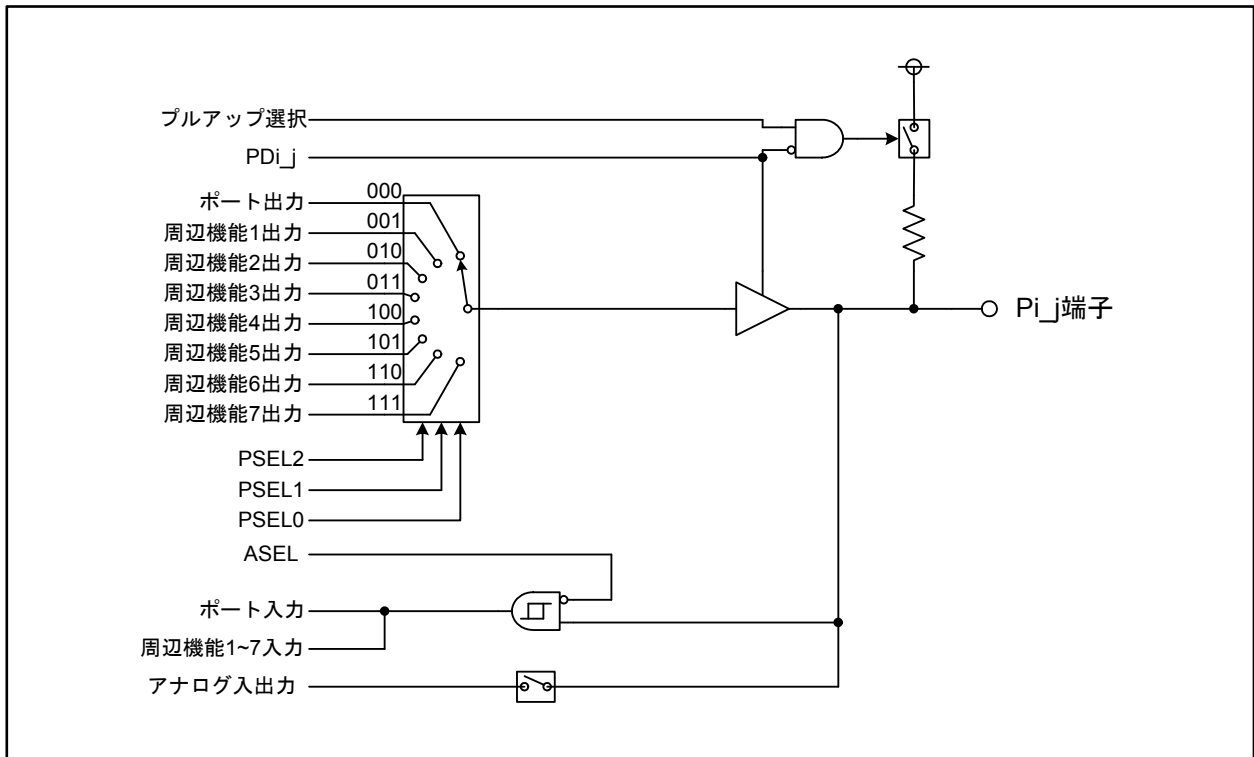 プルアップ選択
PDi_j
ポート出力 000
周辺機能1出力 001
周辺機能2出力 010
周辺機能3出力 011
周辺機能4出力 100
周辺機能5出力 101
周辺機能6出力 110
周辺機能7出力 111
Pi_j端子
PSEL2
PSEL1
PSEL0
ASEL
ポート入力
周辺機能1~7入力
アナログ入出力